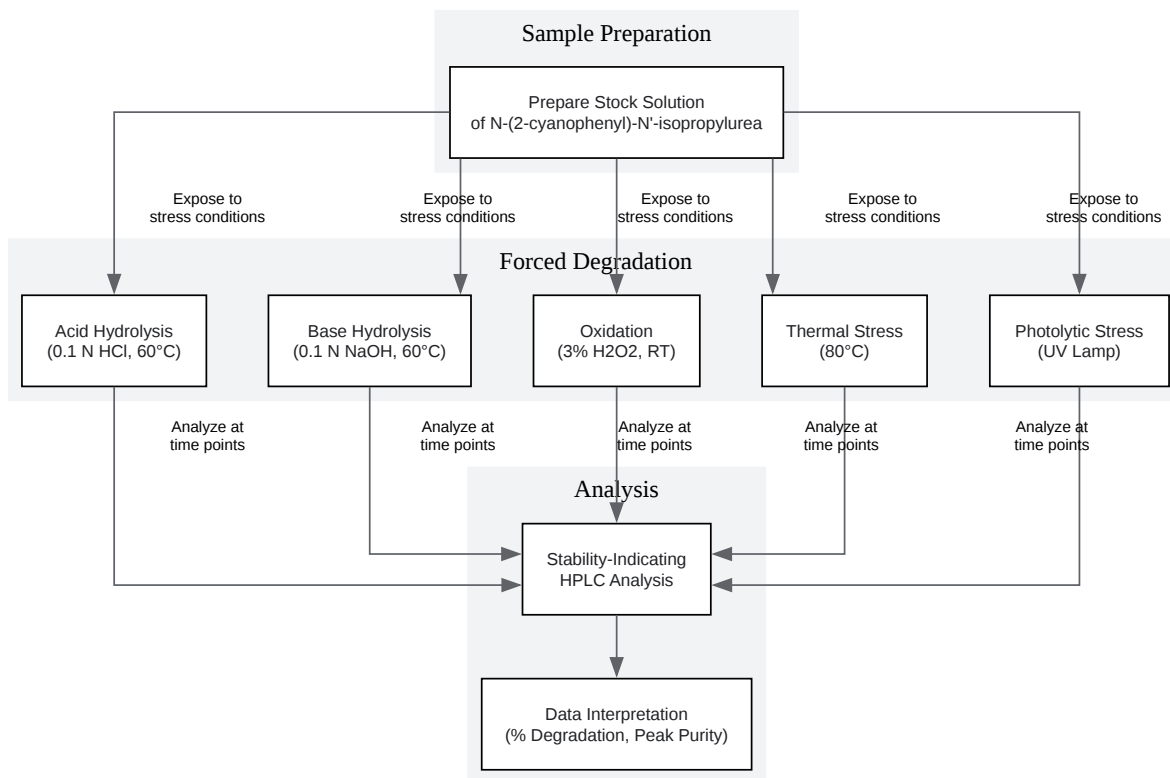 Sample Preparation
Prepare Stock Solution
of N-(2-cyanophenyl)-N'-isopropylurea
Expose to
stress conditions
Expose to
stress conditions
Expose to
stress conditions
Expose to
stress conditions
Expose to
stress conditions
Forced Degradation
Acid Hydrolysis
(0.1 N HCl, 60°C)
Base Hydrolysis
(0.1 N NaOH, 60°C)
Oxidation
(3% H2O2, RT)
Thermal Stress
(80°C)
Photolytic Stress
(UV Lamp)
Analyze at
time points
Analyze at
time points
Analyze at
time points
Analyze at
time points
Analyze at
time points
Analysis
Stability-Indicating
HPLC Analysis
Data Interpretation
(% Degradation, Peak Purity)